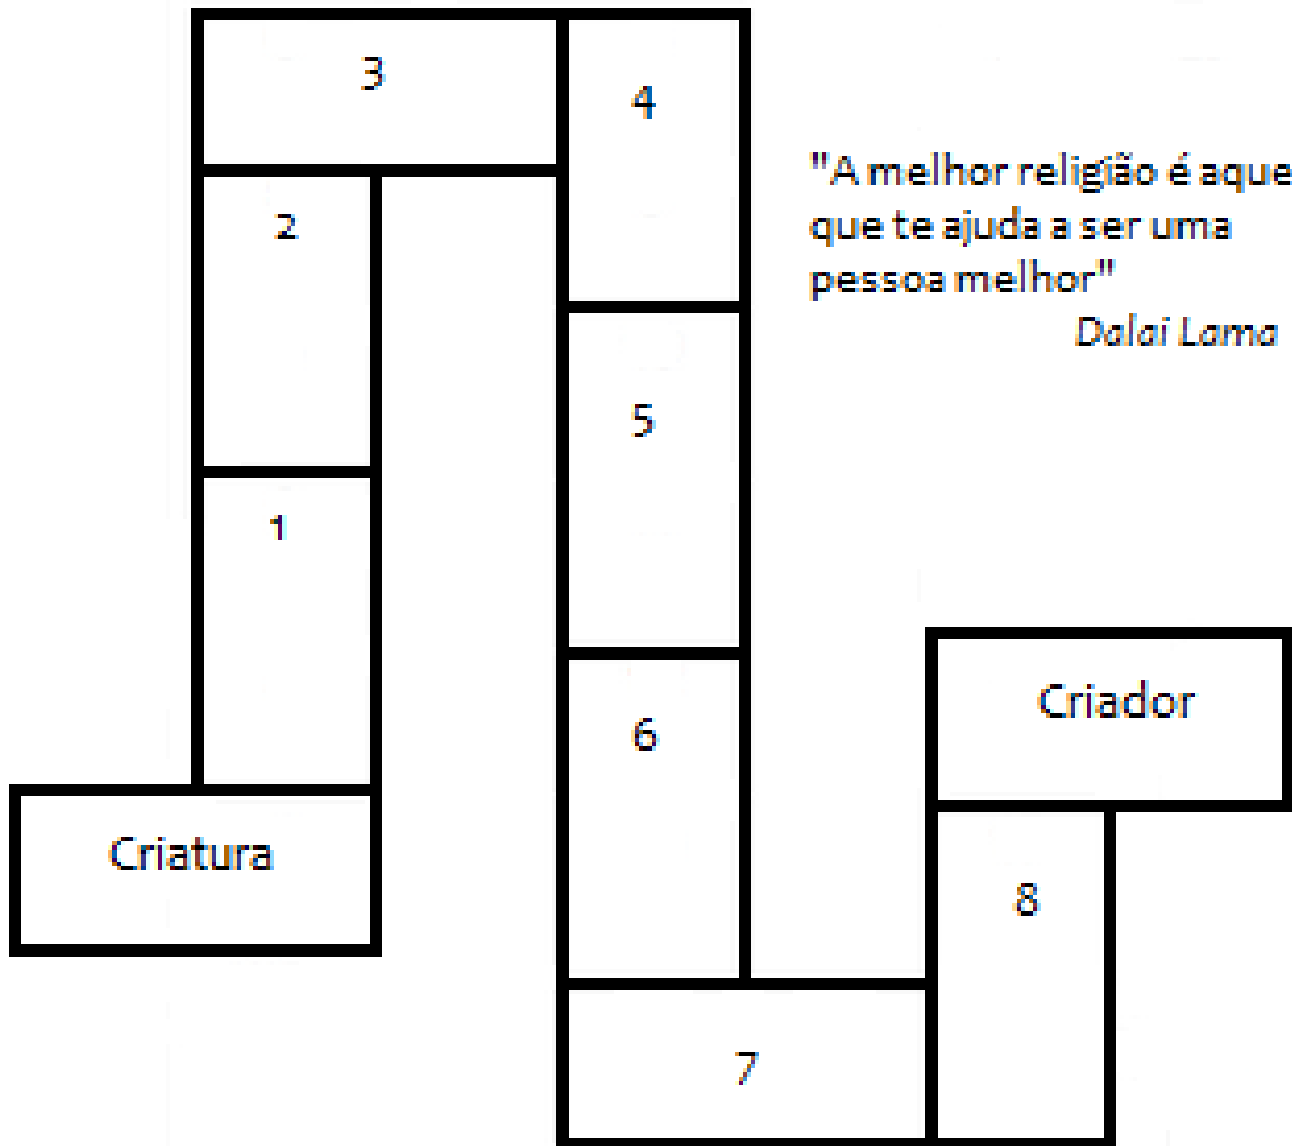 3
4
"A melhor religião é aque
que te ajuda a ser uma
pessoa melhor"
Dalai Lama
2
5
1
6
Criador
Criatura
8
7